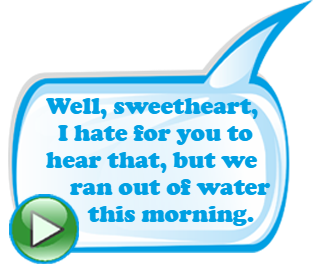 Well, sweetheart,
I hate for you to
hear that, but we
ran out of water
this morning.